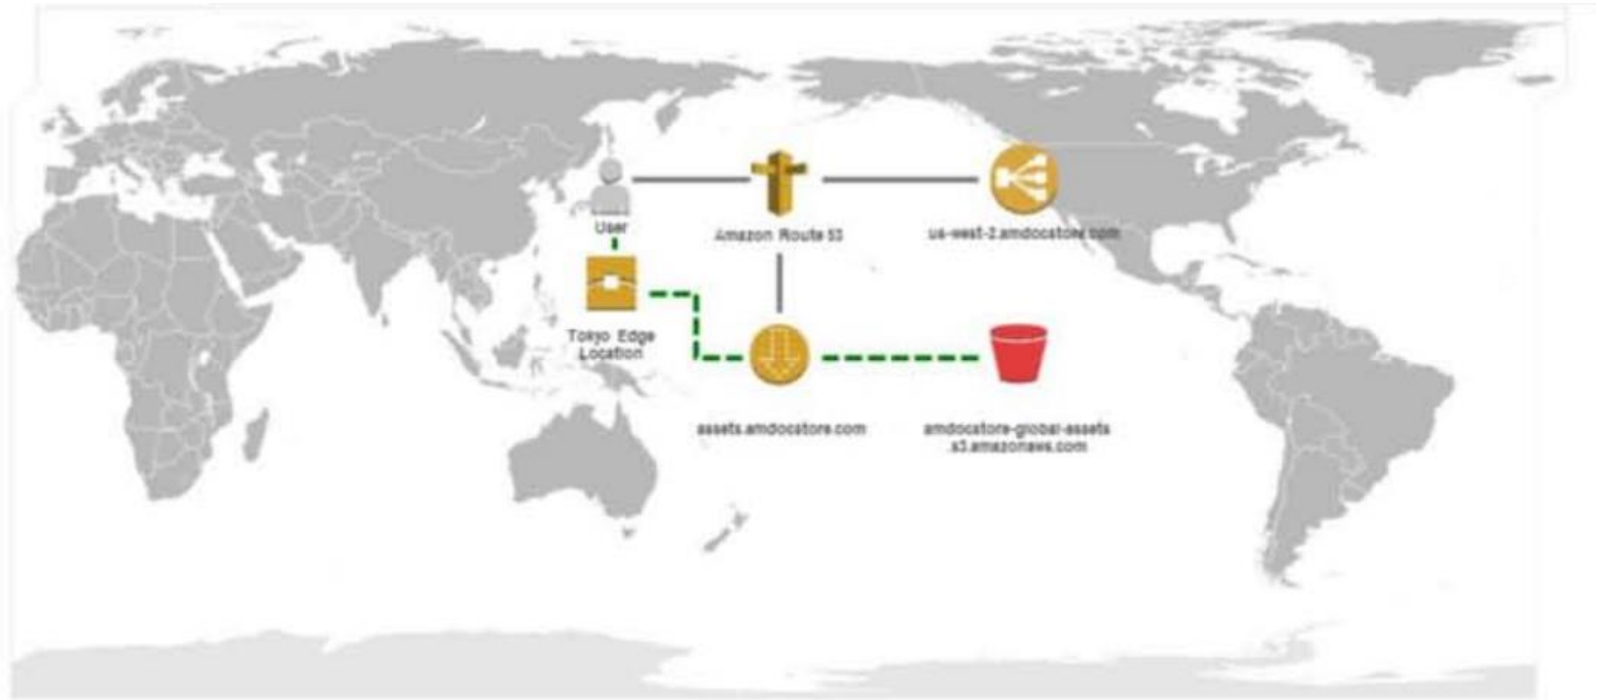 User
Amazon Route 53
us-west-2.amdocstore.com
Tokyo Edge
Location
assets.amdocstore.com
amdocstore-global-assets
.s3.amazonaws.com